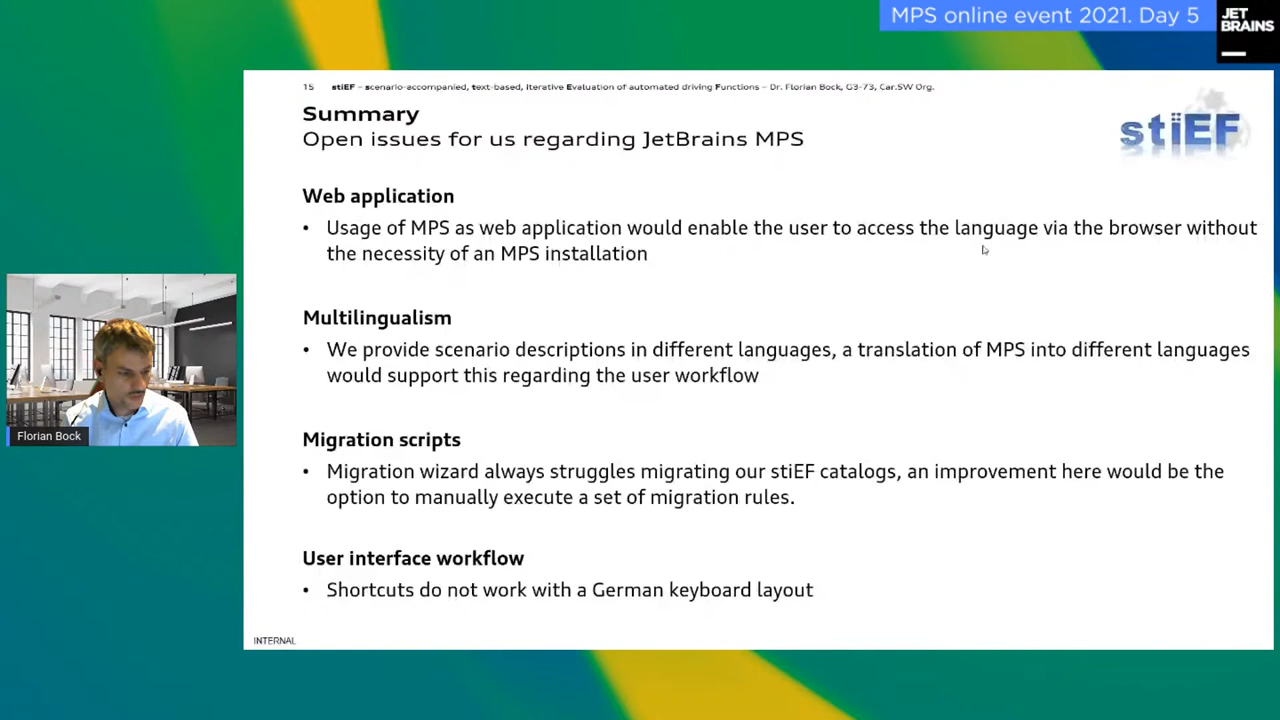 MPS online event 2021. Day 5
JET
BRAINS
15 stiEF – scenario-accompanied, text-based, Iterative Evaluation of automated driving Functions – Dr. Florian Bock, G3-73, Car.SW Org.
Summary
Open issues for us regarding JetBrains MPS
stiEF
Web application
• Usage of MPS as web application would enable the user to access the language via the browser without
the necessity of an MPS installation
Multilingualism
• We provide scenario descriptions in different languages, a translation of MPS into different languages
would support this regarding the user workflow
Migration scripts
• Migration wizard always struggles migrating our stiEF catalogs, an improvement here would be the
option to manually execute a set of migration rules.
User interface workflow
• Shortcuts do not work with a German keyboard layout
INTERNAL
Florian Bock